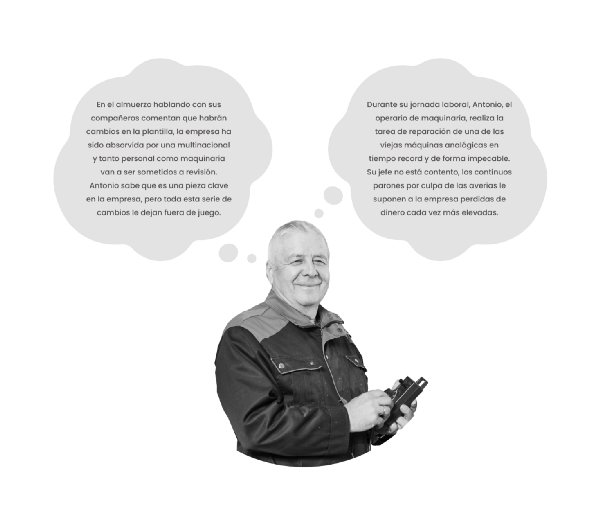 En el almuerzo hablando con sus
compañeros comentan que habrán
cambios en la plantilla, la empresa ha
sido absorvida por una multinacional
y tanto personal como maquinaria
van a ser sometidos a revisión.
Antonio sabe que es una pieza clave
en la empresa, pero toda esta serie de
cambios le dejan fuera de juego.
Durante su jornada laboral, Antonio, el
operario de maquinaria, realiza la
tarea de reparación de una de las
viejas máquinas analógicas en
tiempo record y de forma impecable.
Su jefe no está contento, los continuos
parones por culpa de las averías le
suponen a la empresa perdidas de
dinero cada vez más elevadas.